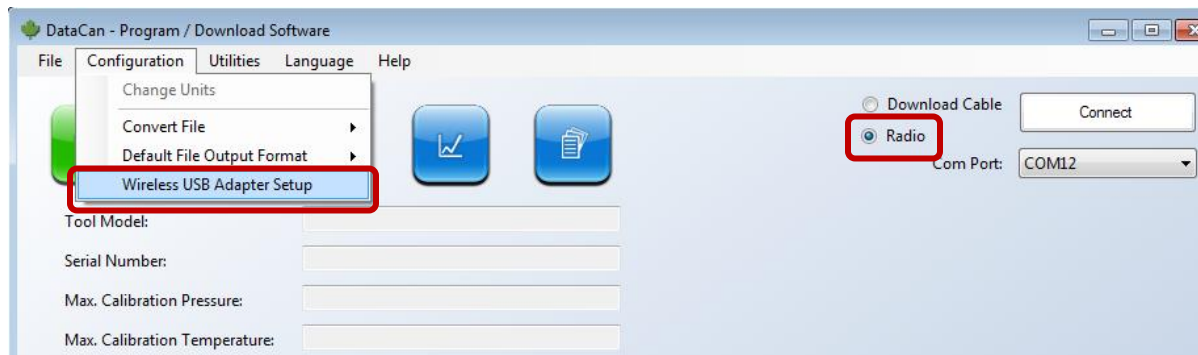 DataCan - Program / Download Software
File Configuration Utilities Language Help
Change Units
Convert File
Default File Output Format
Wireless USB Adapter Setup
Download Cable
Radio
Connect
Com Port: COM12
Tool Model:
Serial Number:
Max. Calibration Pressure:
Max. Calibration Temperature: